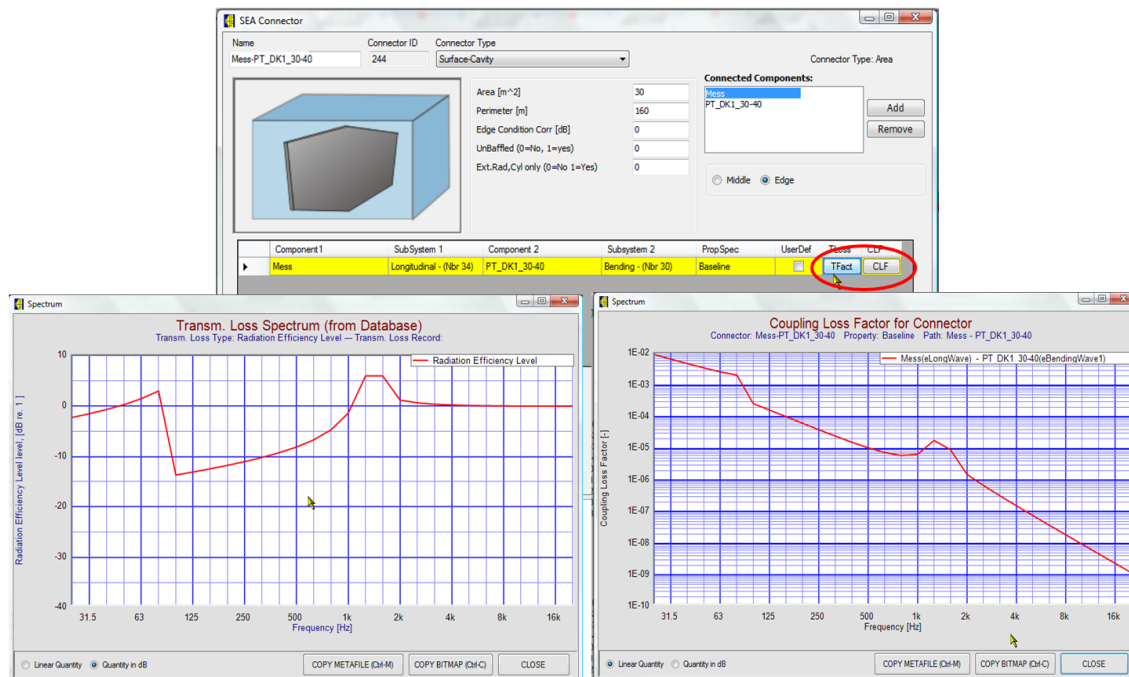 SEA Connector
Name
Connector ID
Connector Type
Mess-PT_DK1_30-40
244
Surface-Cavity
Connector Type: Area
Area [m^2]
30
Perimeter [m]
160
Edge Condition Corr [dB]
0
UnBaffled (0=No, 1=yes)
0
Ext.Rad,Cyl only (0=No 1=Yes)
0
Connected Components:
Mess
PT_DK1_30-40
Add
Remove
Middle
Edge
Component1 SubSystem 1 Component 2 Subsystem 2 PropSpec UserDef TLoss CLF
Mess Longitudinal - (Nbr 34) PT_DK1_30-40 Bending - (Nbr 30) Baseline TFact CLF
Spectrum
Transm. Loss Spectrum (from Database)
Transm. Loss Type: Radiation Efficiency Level --- Transm. Loss Record:
Radiation Efficiency Level
Radiation Efficiency Level level, [dB re. 1 ]
10
0
-10
-20
-30
-40
31.5 63 125 250 500 1k 2k 4k 8k 16k
Frequency [Hz]
Linear Quantity
Quantity in dB
COPY METAFILE (Ctrl-M)
COPY BITMAP (Ctrl-C)
CLOSE
Spectrum
Coupling Loss Factor for Connector
Connector: Mess-PT_DK1_30-40 Property: Baseline Path: Mess - PT_DK1_30-40
Mess(eLongWave) - PT_DK1_30-40(eBendingWave1)
Coupling Loss Factor [-]
1E-02
1E-03
1E-04
1E-05
1E-06
1E-07
1E-08
1E-09
1E-10
31.5 63 125 250 500 1k 2k 4k 8k 16k
Frequency [Hz]
Linear Quantity
Quantity in dB
COPY METAFILE (Ctrl-M)
COPY BITMAP (Ctrl-C)
CLOSE